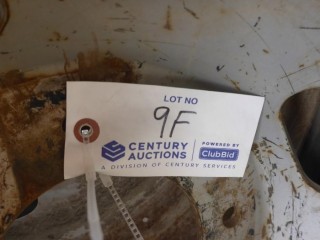 LOT NO
9F
CENTURY
AUCTIONS
POWERED BY
ClubBid
A DIVISION OF CENTURY SERVICES